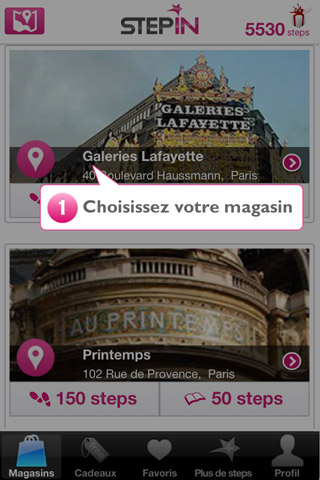 STEPIN
5530 steps
GALERIES
LAFAYETTE
Galeries Lafayette
40 Boulevard Haussmann, Paris
1 Choisissez votre magasin
AU PRINTEMPS
Printemps
102 Rue de Provence, Paris
150 steps
50 steps
Magasins
Cadeaux
Favoris
Plus de steps
Profil